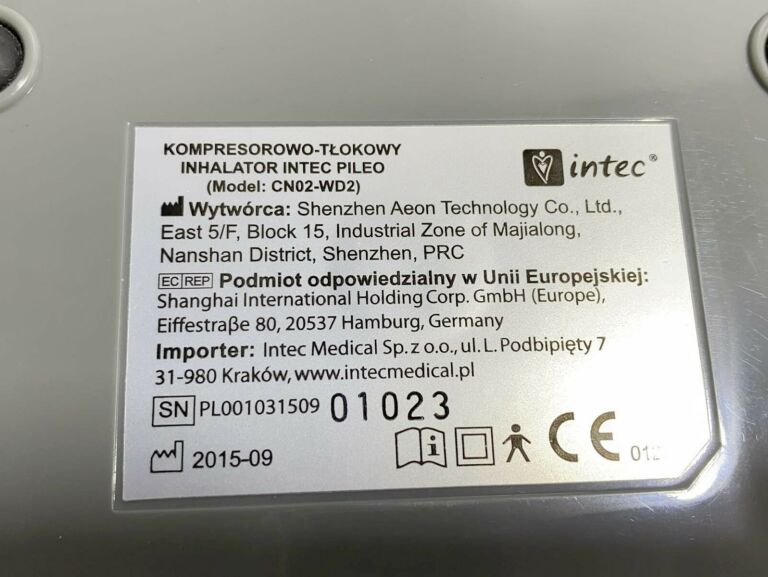 KOMPRESOROWO-TŁOKOWY
INHALATOR INTEC PILEO
(Model: CN02-WD2)
intec®
Wytwórca: Shenzhen Aeon Technology Co., Ltd.,
East 5/F, Block 15, Industrial Zone of Majialong,
Nanshan District, Shenzhen, PRC
EC REP Podmiot odpowiedzialny w Unii Europejskiej:
Shanghai International Holding Corp. GmbH (Europe),
Eiffestraβe 80, 20537 Hamburg, Germany
Importer: Intec Medical Sp. z o.o., ul. L. Podbipięty 7
31-980 Kraków, www.intecmedical.pl
SN PL001031509 01023
2015-09
i CE